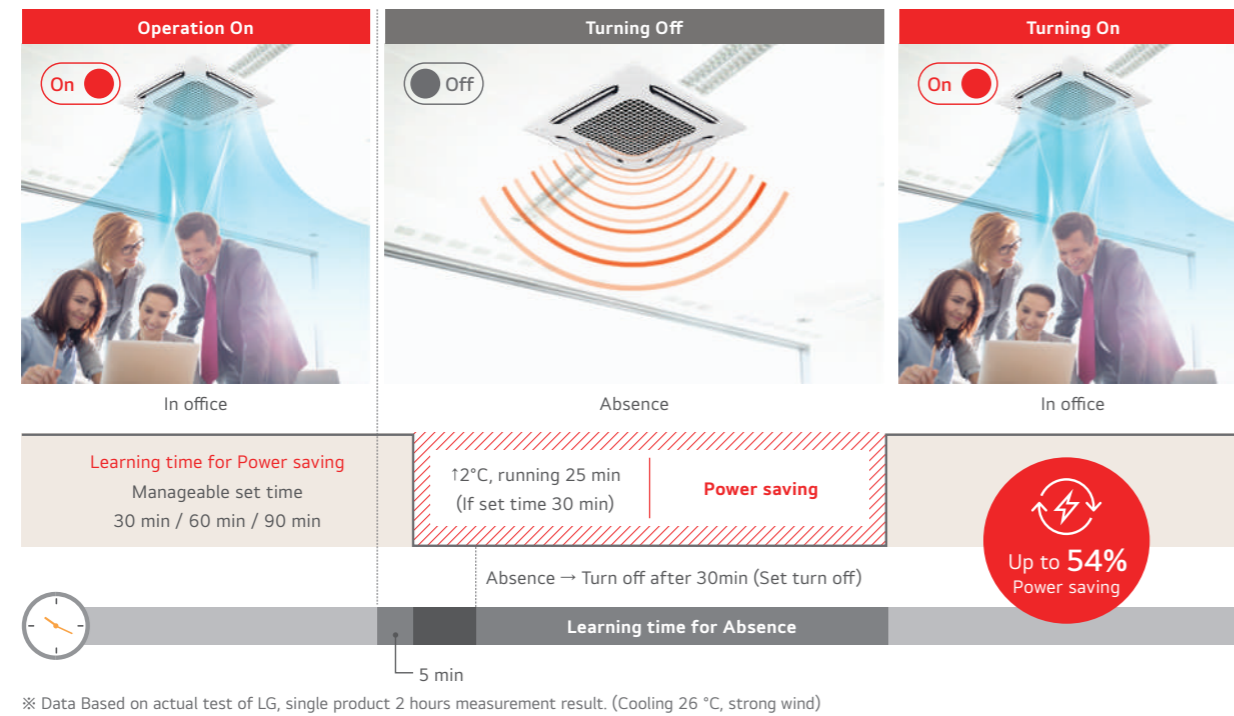 Operation On
Turning Off
Turning On
On
Off
On
In office
Absence
In office
Learning time for Power saving
Manageable set time
30 min / 60 min / 90 min
↑2°C, running 25 min
(If set time 30 min)
Power saving
Up to 54%
Power saving
Absence → Turn off after 30min (Set turn off)
Learning time for Absence
5 min
※ Data Based on actual test of LG, single product 2 hours measurement result. (Cooling 26 °C, strong wind)